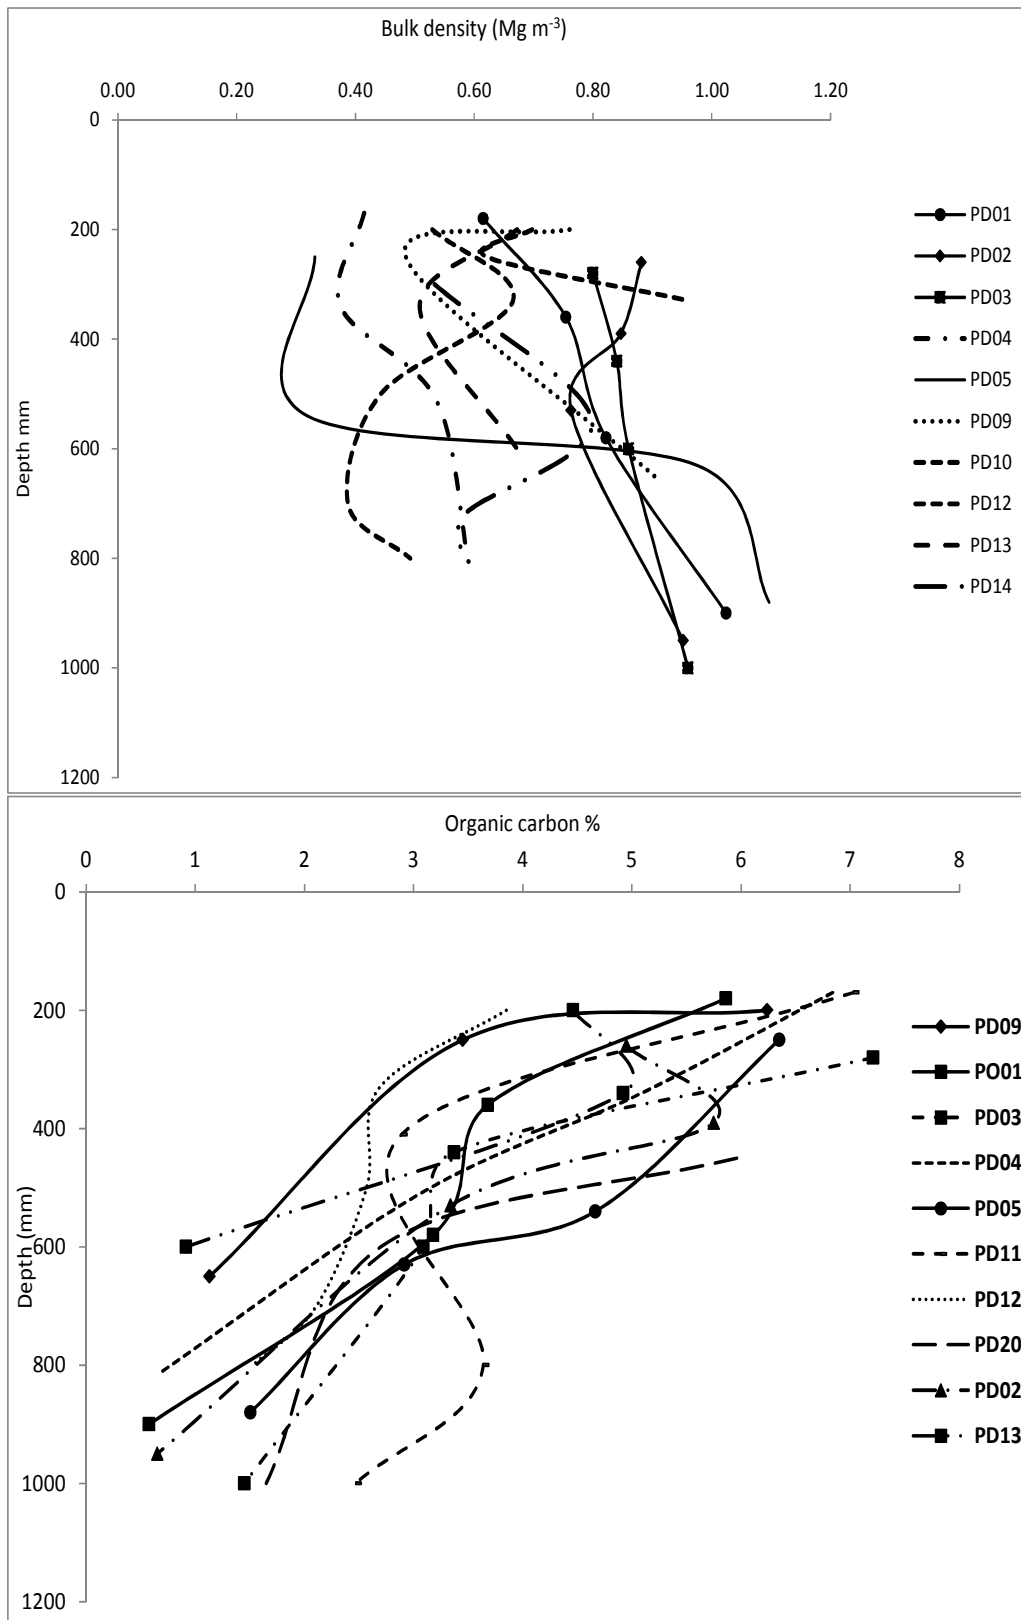 Bulk density (Mg m-3)
0.00 0.20 0.40 0.60 0.80 1.00 1.20
0
200
400
600
800
1000
1200
Depth mm
PD01
PD02
PD03
PD04
PD05
PD09
PD10
PD12
PD13
PD14
Organic carbon %
0 1 2 3 4 5 6 7 8
0
200
400
600
800
1000
1200
Depth (mm)
PD09
PO01
PD03
PD04
PD05
PD11
PD12
PD20
PD02
PD13